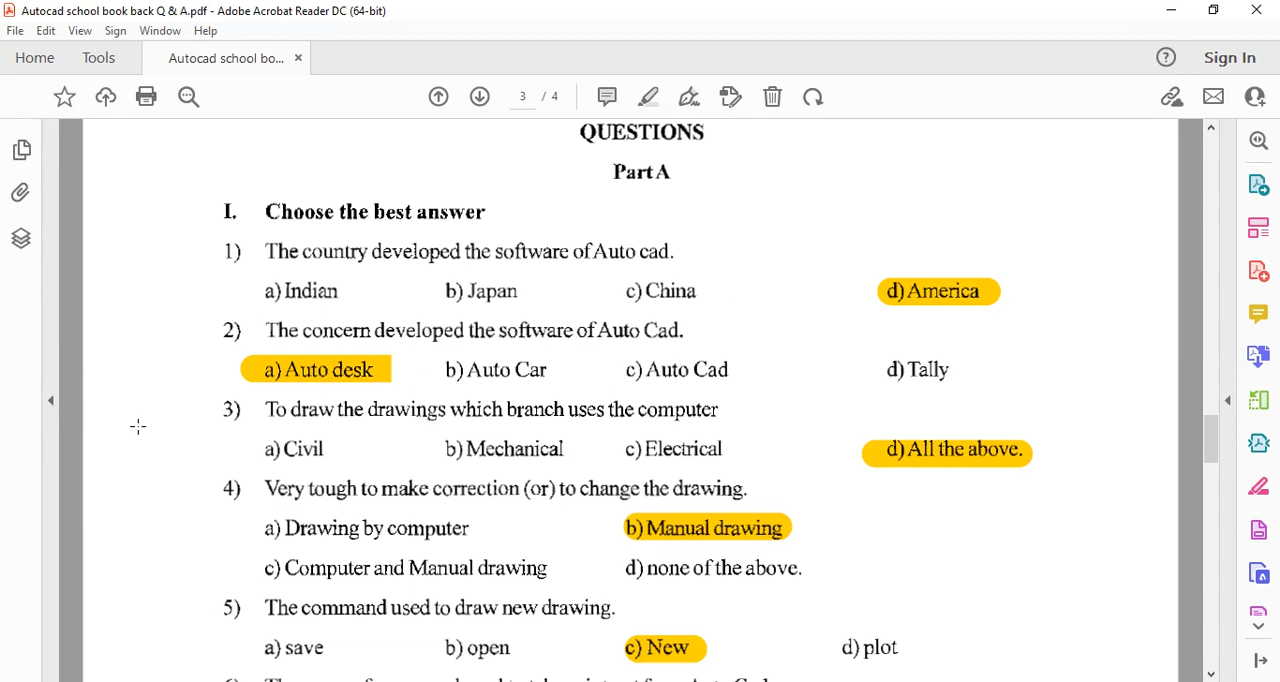 Autocad school book back Q & A.pdf - Adobe Acrobat Reader DC (64-bit)
File Edit View Sign Window Help
Home Tools Autocad school bo... × Sign In
3 / 4
QUESTIONS
Part A
I. Choose the best answer
1) The country developed the software of Auto cad.
a) Indian b) Japan c) China d) America
2) The concern developed the software of Auto Cad.
a) Auto desk b) Auto Car c) Auto Cad d) Tally
3) To draw the drawings which branch uses the computer
a) Civil b) Mechanical c) Electrical d) All the above.
4) Very tough to make correction (or) to change the drawing.
a) Drawing by computer b) Manual drawing
c) Computer and Manual drawing d) none of the above.
5) The command used to draw new drawing.
a) save b) open c) New d) plot